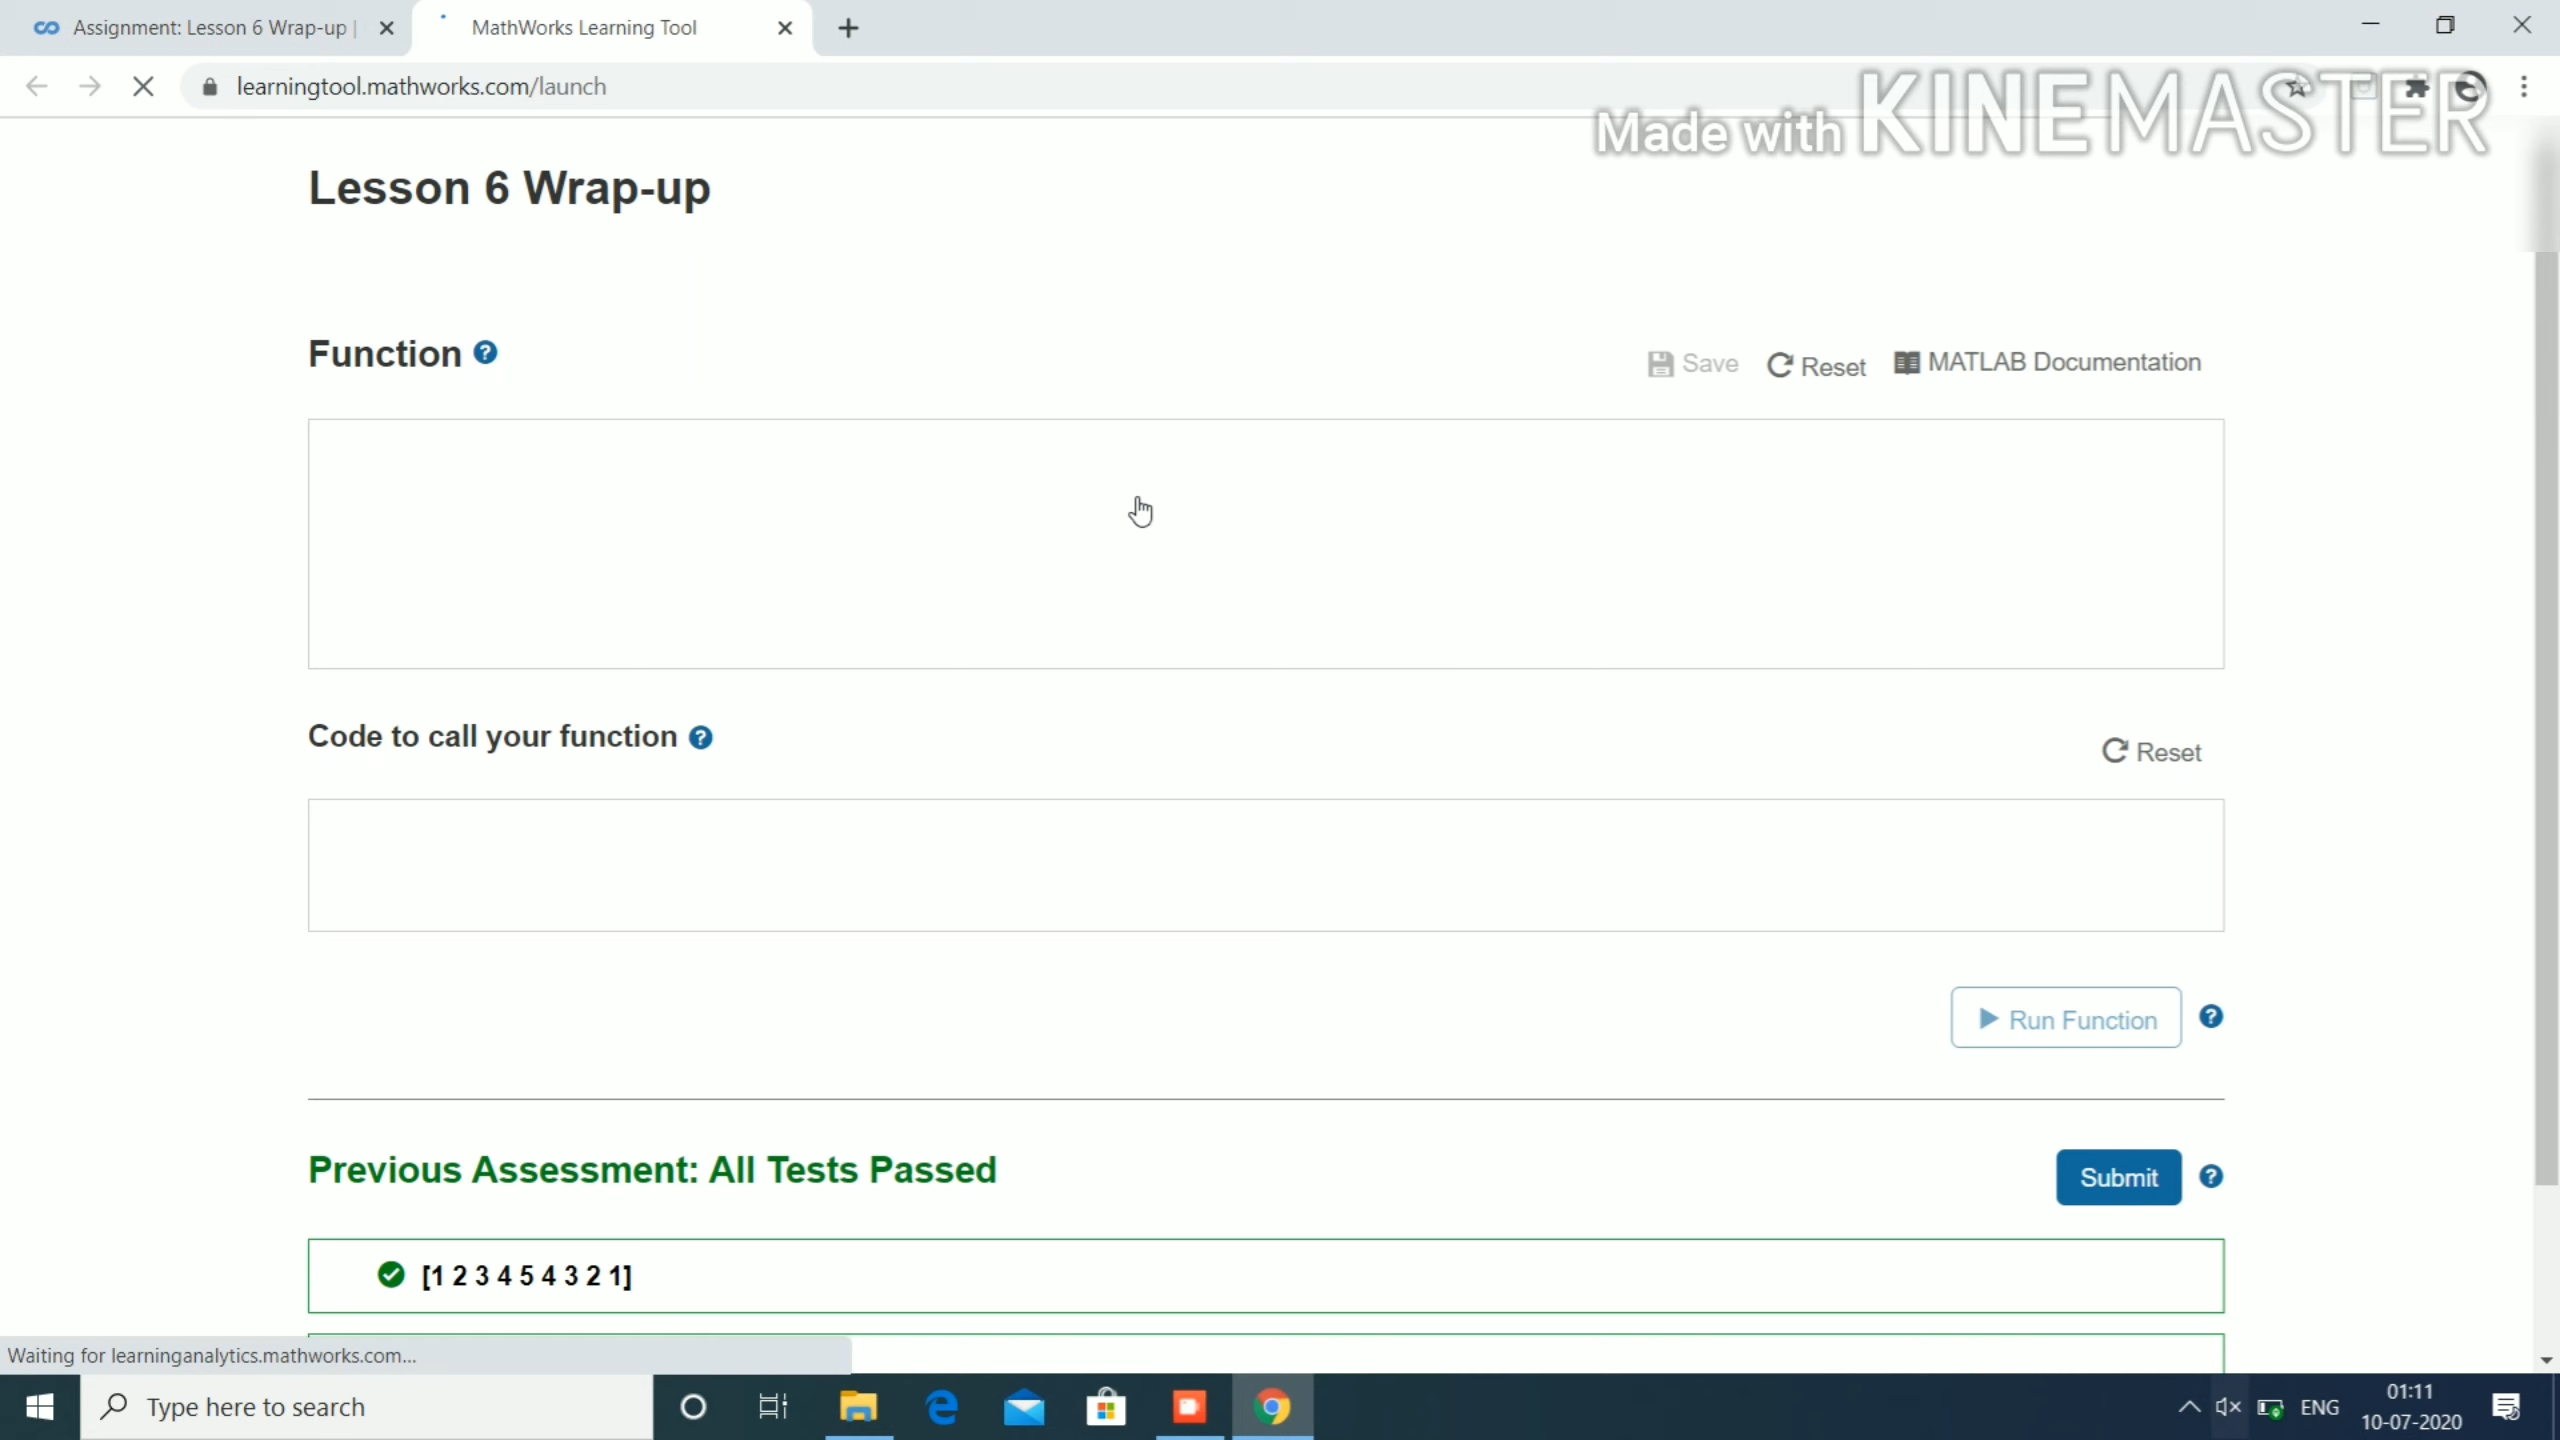 Assignment: Lesson 6 Wrap-up |
MathWorks Learning Tool
learningtool.mathworks.com/launch
Made with KINEMASTER
Lesson 6 Wrap-up
Function
Save Reset MATLAB Documentation
Code to call your function
Reset
Run Function
Previous Assessment: All Tests Passed
Submit
[1 2 3 4 5 4 3 2 1]
Waiting for learninganalytics.mathworks.com...
Type here to search
ENG
01:11
10-07-2020